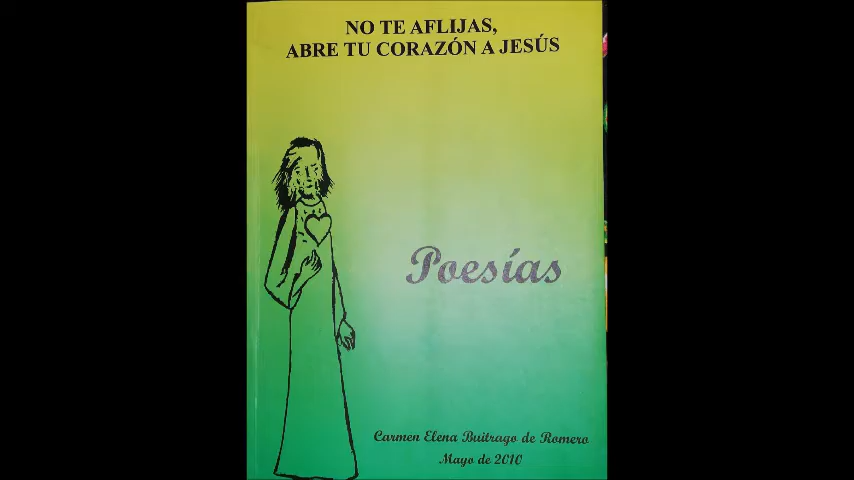 NO TE AFLIJAS,
ABRE TU CORAZÓN A JESÚS
Poesías
Carmen Elena Buitrago de Romero
Mayo de 2010